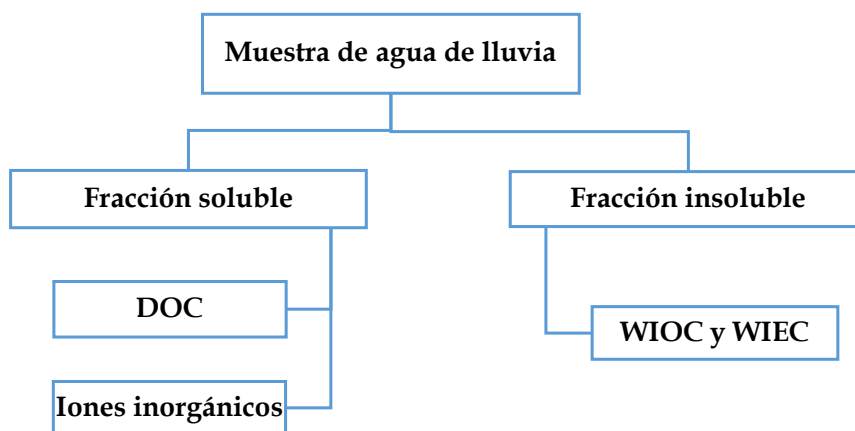 Muestra de agua de lluvia
Fracción soluble
Fracción insoluble
DOC
WIOC y WIEC
Iones inorgánicos